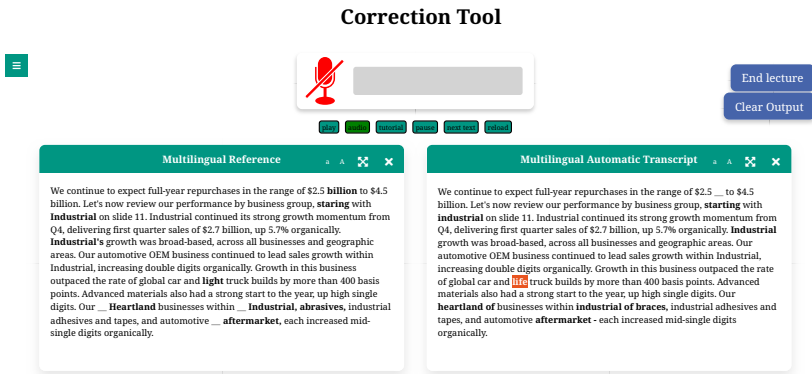 Correction Tool
End lecture
Clear Output
play audio tutorial pause next text reload
Multilingual Reference a A
We continue to expect full-year repurchases in the range of $2.5 billion to $4.5
billion. Let's now review our performance by business group, staring with
Industrial on slide 11. Industrial continued its strong growth momentum from
Q4, delivering first quarter sales of $2.7 billion, up 5.7% organically.
Industrial's growth was broad-based, across all businesses and geographic
areas. Our automotive OEM business continued to lead sales growth within
Industrial, increasing double digits organically. Growth in this business
outpaced the rate of global car and light truck builds by more than 400 basis
points. Advanced materials also had a strong start to the year, up high single
digits. Our __ Heartland businesses within __ Industrial, abrasives, industrial
adhesives and tapes, and automotive __ aftermarket, each increased mid-
single digits organically.
Multilingual Automatic Transcript a A
We continue to expect full-year repurchases in the range of $2.5 __ to $4.5
billion. Let's now review our performance by business group, starting with
industrial on slide 11. Industrial continued its strong growth momentum from
Q4, delivering first quarter sales of $2.7 billion, up 5.7% organically. Industrial
growth was broad-based, across all businesses and geographic areas. Our
automotive OEM business continued to lead sales growth within Industrial,
increasing double digits organically. Growth in this business outpaced the rate
of global car and life truck builds by more than 400 basis points. Advanced
materials also had a strong start to the year, up high single digits. Our
heartland of businesses within industrial of braces, industrial adhesives and
tapes, and automotive aftermarket - each increased mid-single digits
organically.